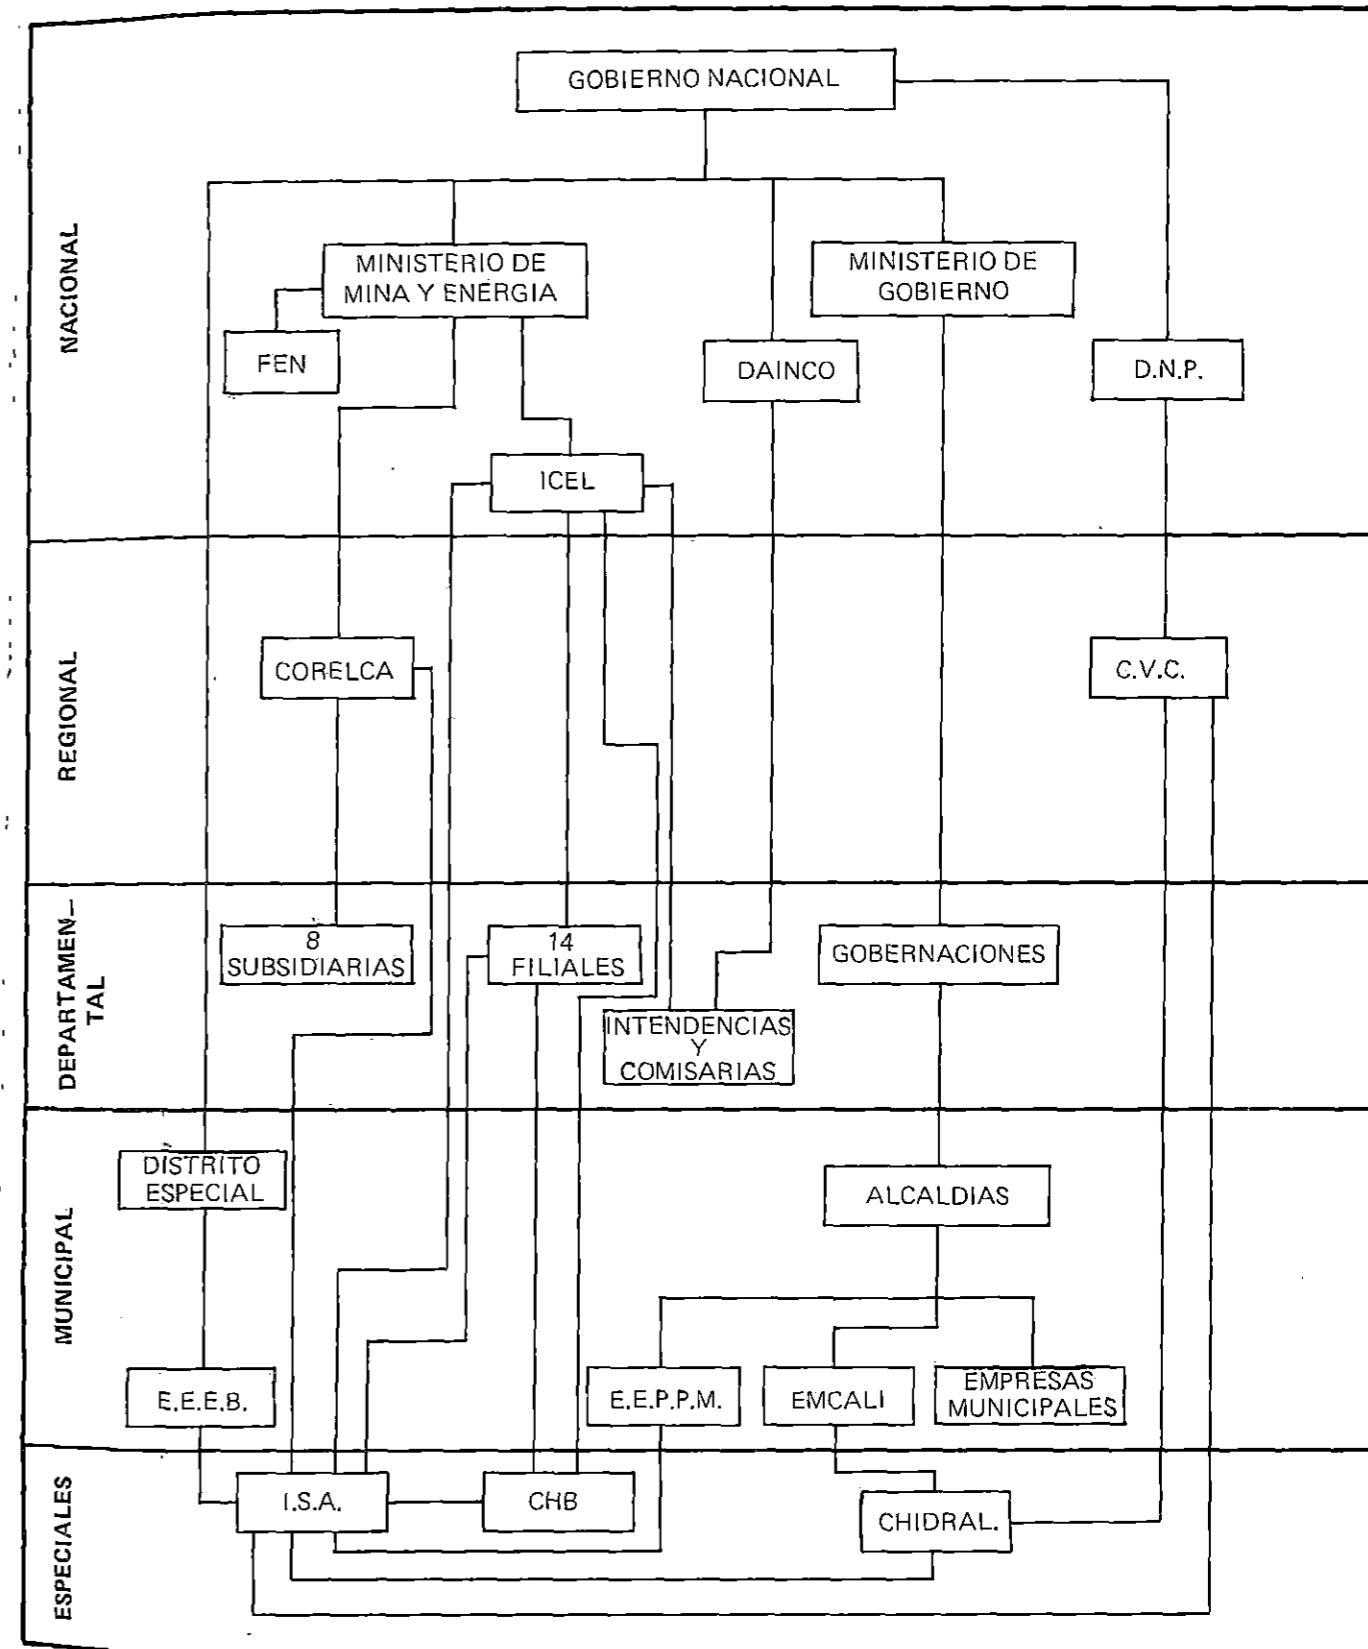 GOBIERNO NACIONAL
NACIONAL
MINISTERIO DE
MINA Y ENERGIA
MINISTERIO DE
GOBIERNO
FEN
DAINCO
D.N.P.
ICEL
REGIONAL
CORELCA
C.V.C.
DEPARTAMEN_
TAL
8
SUBSIDIARIAS
14
FILIALES
GOBERNACIONES
INTENDENCIAS
Y
COMISARIAS
MUNICIPAL
DISTRITO
ESPECIAL
ALCALDIAS
E.E.E.B.
E.E.P.P.M.
EMCALI
EMPRESAS
MUNICIPALES
ESPECIALES
I.S.A.
CHB
CHIDRAL.